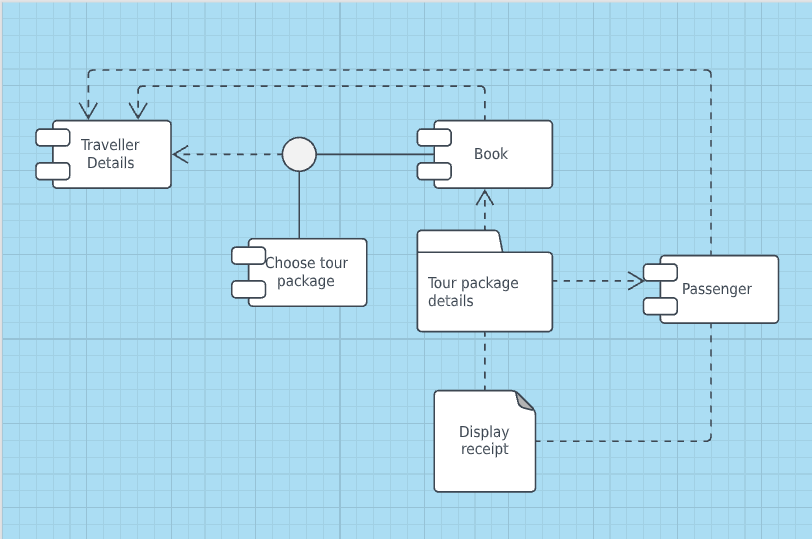 Traveller
Details
Book
Choose tour
package
Tour package
details
Passenger
Display
receipt